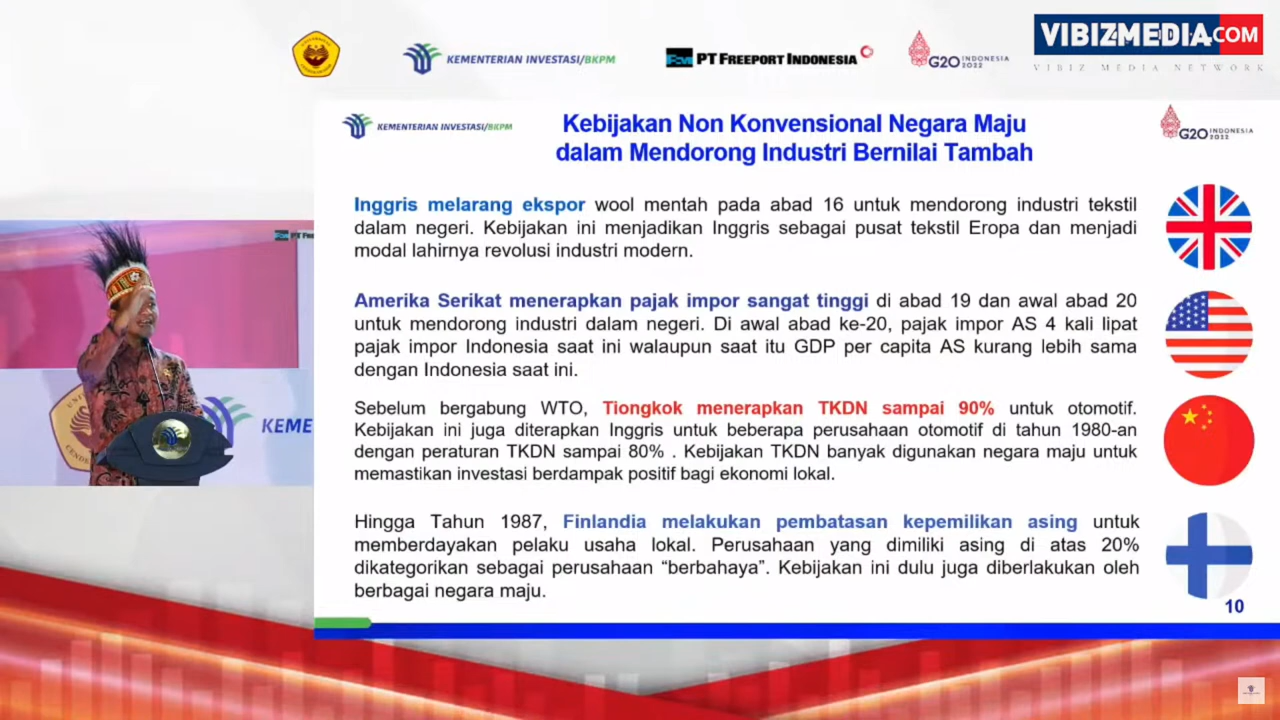 KEMENTERIAN INVESTASI/BKPM
PT FREEPORT INDONESIA
G20 INDONESIA 2022
VIBIZMEDIA.COM
VIBIZ MEDIA NETWORK
KEMENTERIAN INVESTASI/BKPM
Kebijakan Non Konvensional Negara Maju
dalam Mendorong Industri Bernilai Tambah
G20 INDONESIA 2022
Inggris melarang ekspor wool mentah pada abad 16 untuk mendorong industri tekstil
dalam negeri. Kebijakan ini menjadikan Inggris sebagai pusat tekstil Eropa dan menjadi
modal lahirnya revolusi industri modern.
Amerika Serikat menerapkan pajak impor sangat tinggi di abad 19 dan awal abad 20
untuk mendorong industri dalam negeri. Di awal abad ke-20, pajak impor AS 4 kali lipat
pajak impor Indonesia saat ini walaupun saat itu GDP per capita AS kurang lebih sama
dengan Indonesia saat ini.
Sebelum bergabung WTO, Tiongkok menerapkan TKDN sampai 90% untuk otomotif.
Kebijakan ini juga diterapkan Inggris untuk beberapa perusahaan otomotif di tahun 1980-an
dengan peraturan TKDN sampai 80% . Kebijakan TKDN banyak digunakan negara maju untuk
memastikan investasi berdampak positif bagi ekonomi lokal.
Hingga Tahun 1987, Finlandia melakukan pembatasan kepemilikan asing untuk
memberdayakan pelaku usaha lokal. Perusahaan yang dimiliki asing di atas 20%
dikategorikan sebagai perusahaan “berbahaya”. Kebijakan ini dulu juga diberlakukan oleh
berbagai negara maju.
10
PT FREE
KEME